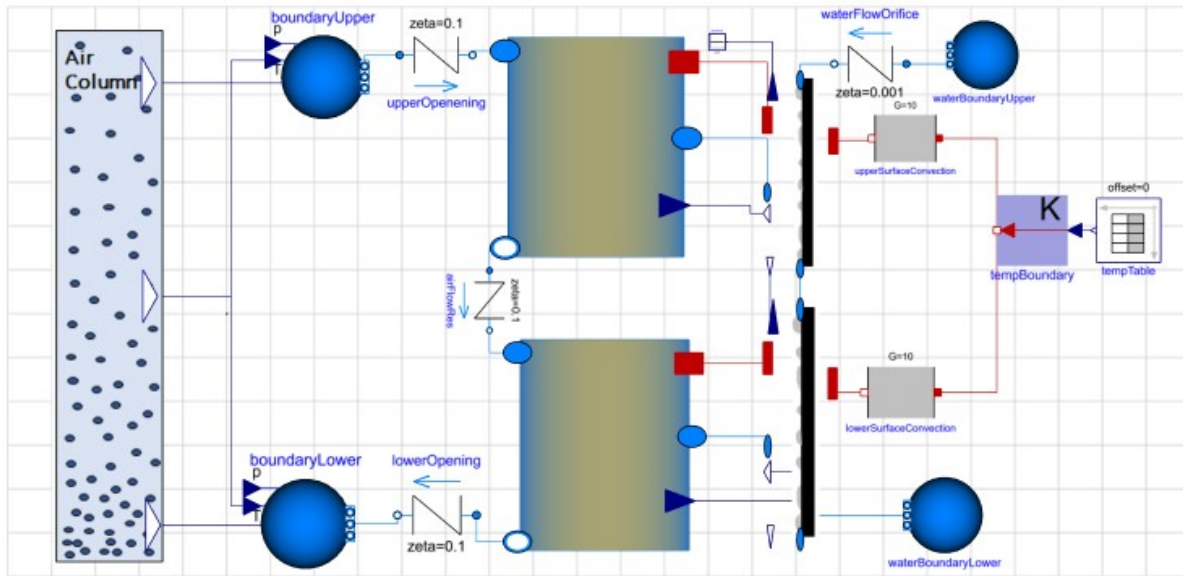 Air
Column
boundaryUpper
p
T
zeta=0.1
upperOpenening
waterFlowOrifice
zeta=0.001
waterBoundaryUpper
G=10
upperSurfaceConvection
offset=0
K
tempBoundary
tempTable
airFlowRes
zeta=0.1
G=10
lowerSurfaceConvection
boundaryLower
p
T
lowerOpening
zeta=0.1
waterBoundaryLower